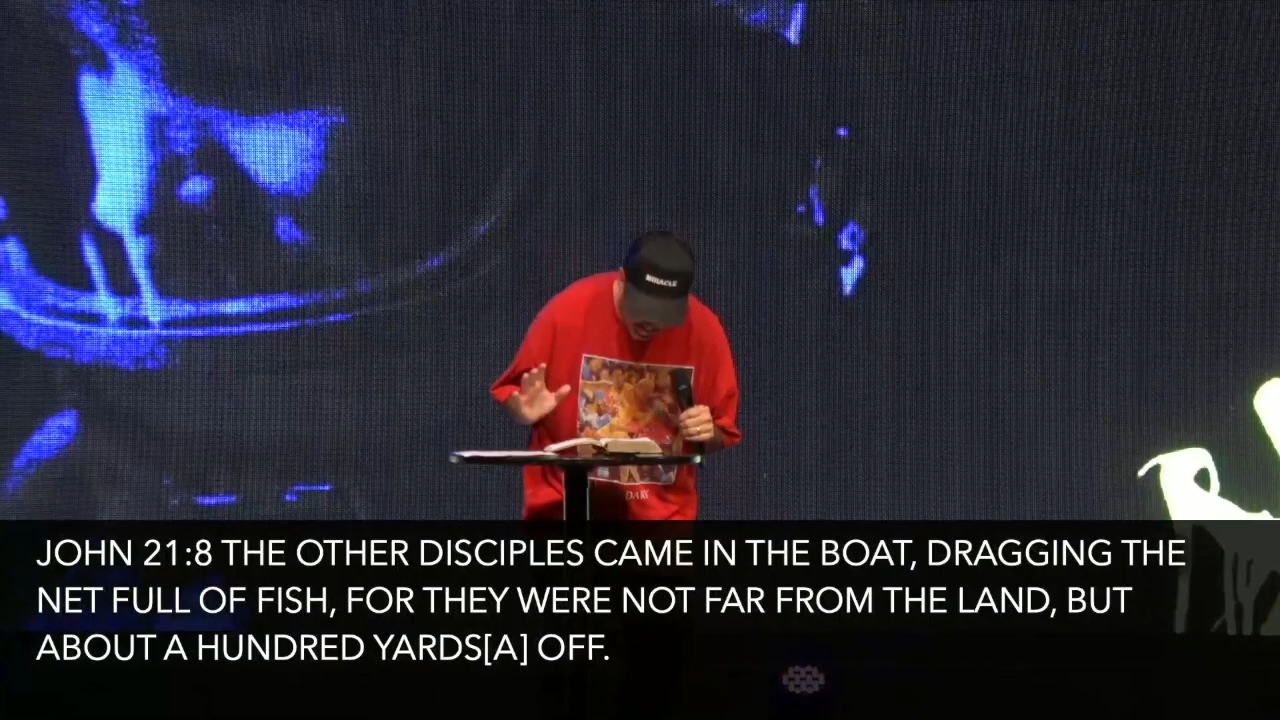 MIRACLE
DARK
JOHN 21:8 THE OTHER DISCIPLES CAME IN THE BOAT, DRAGGING THE
NET FULL OF FISH, FOR THEY WERE NOT FAR FROM THE LAND, BUT
ABOUT A HUNDRED YARDS[A] OFF.